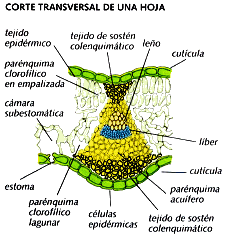 CORTE TRANSVERSAL DE UNA HOJA
tejido
epidérmico
tejido de sostén
colenquimático
leño
cutícula
parénquima
clorofílico
en empalizada
cámara
subestomática
líber
cutícula
estoma
parénquima
acuífero
parénquima
clorofílico
lagunar
células
epidérmicas
tejido de sostén
colenquimático